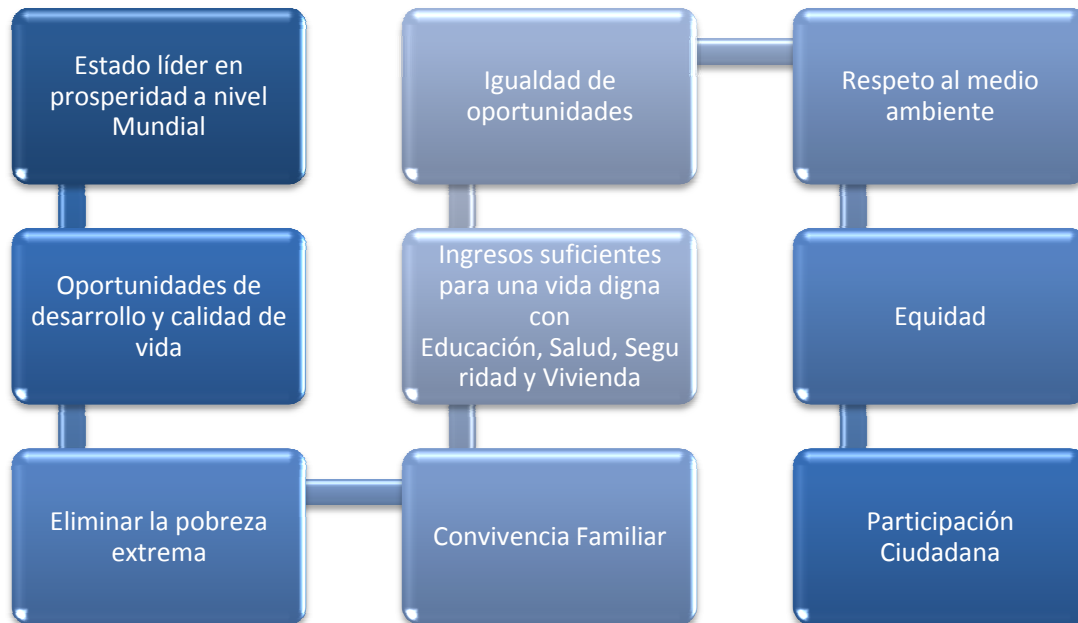 Estado líder en
prosperidad a nivel
Mundial
Oportunidades de
desarrollo y calidad de
vida
Eliminar la pobreza
extrema
Convivencia Familiar
Ingresos suficientes
para una vida digna
con
Educación, Salud, Segu
ridad y Vivienda
Igualdad de
oportunidades
Respeto al medio
ambiente
Equidad
Participación
Ciudadana